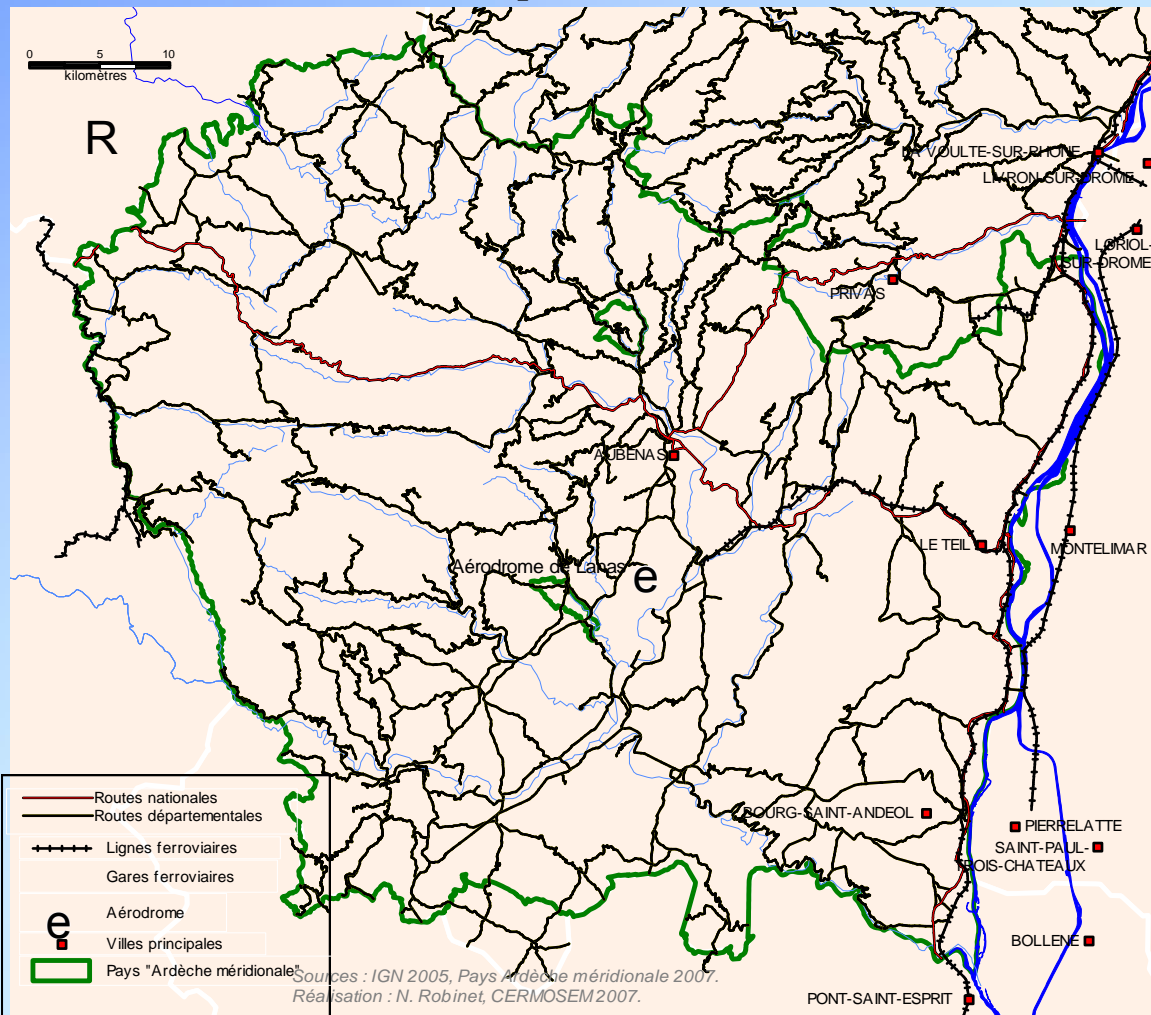 0 5 10
kilomètres
R
LA VOULTE-SUR-RHONE
LIVRON-SUR-DROME
LORIOL-
SUR-DROME
PRIVAS
AUBENAS
LE TEIL
MONTELIMAR
Aérodrome de Lanas
e
BOURG-SAINT-ANDEOL
PIERRELATTE
SAINT-PAUL-
TROIS-CHATEAUX
BOLLENE
PONT-SAINT-ESPRIT
Routes nationales
Routes départementales
Lignes ferroviaires
Gares ferroviaires
e Aérodrome
Villes principales
Pays "Ardèche méridionale"
Sources : IGN 2005, Pays Ardèche méridionale 2007.
Réalisation : N. Robinet, CERMOSEM 2007.